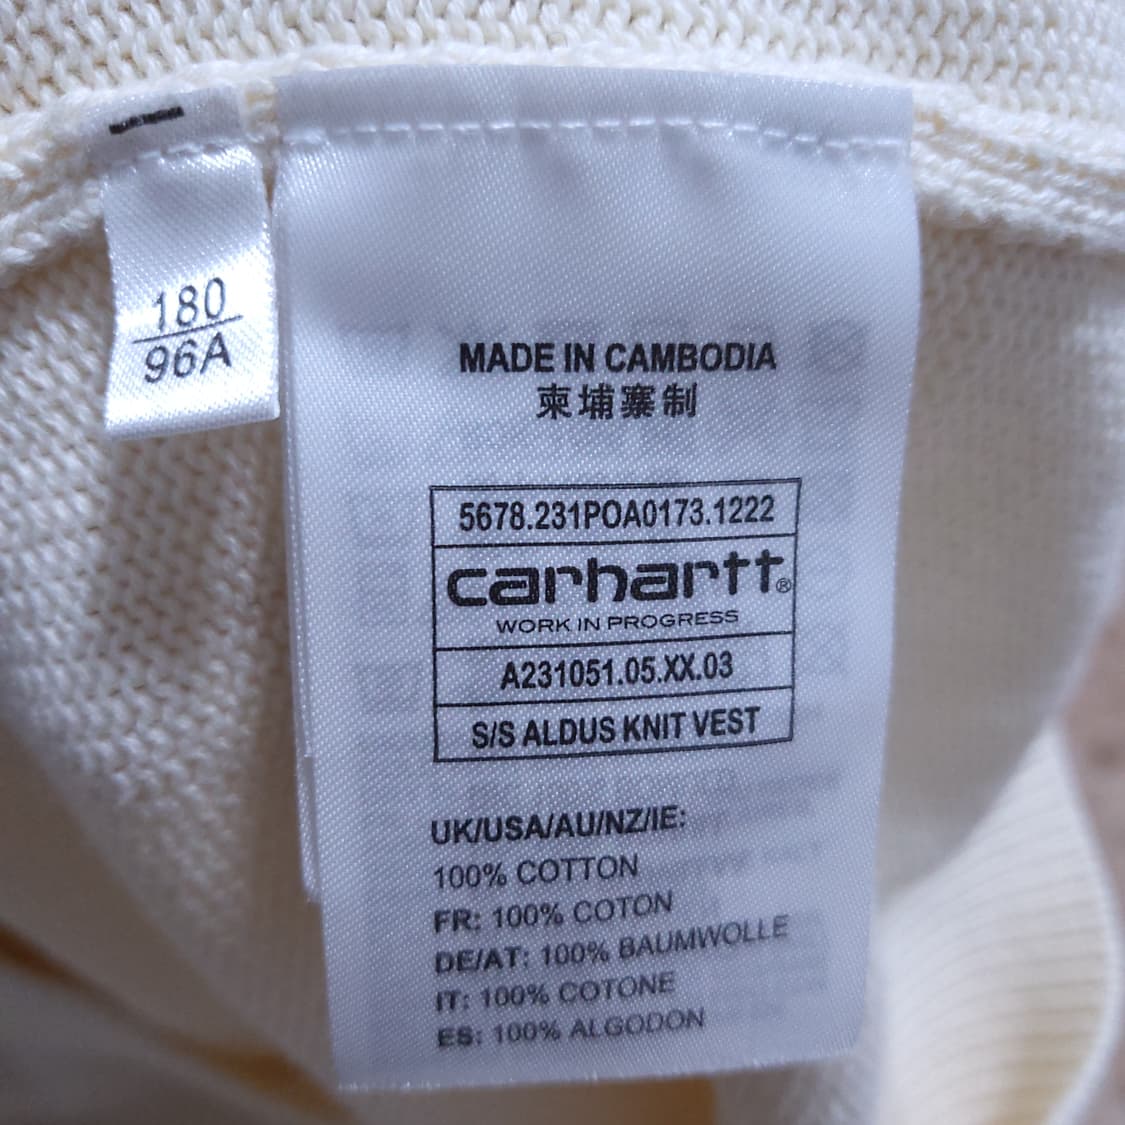 180
96A
MADE IN CAMBODIA
柬埔寨制
5678.231POA0173.1222
carhartt®
WORK IN PROGRESS
A231051.05.XX.03
S/S ALDUS KNIT VEST
UK/USA/AU/NZ/IE:
100% COTTON
FR: 100% COTON
DE/AT: 100% BAUMWOLLE
IT: 100% COTONE
ES: 100% ALGODON